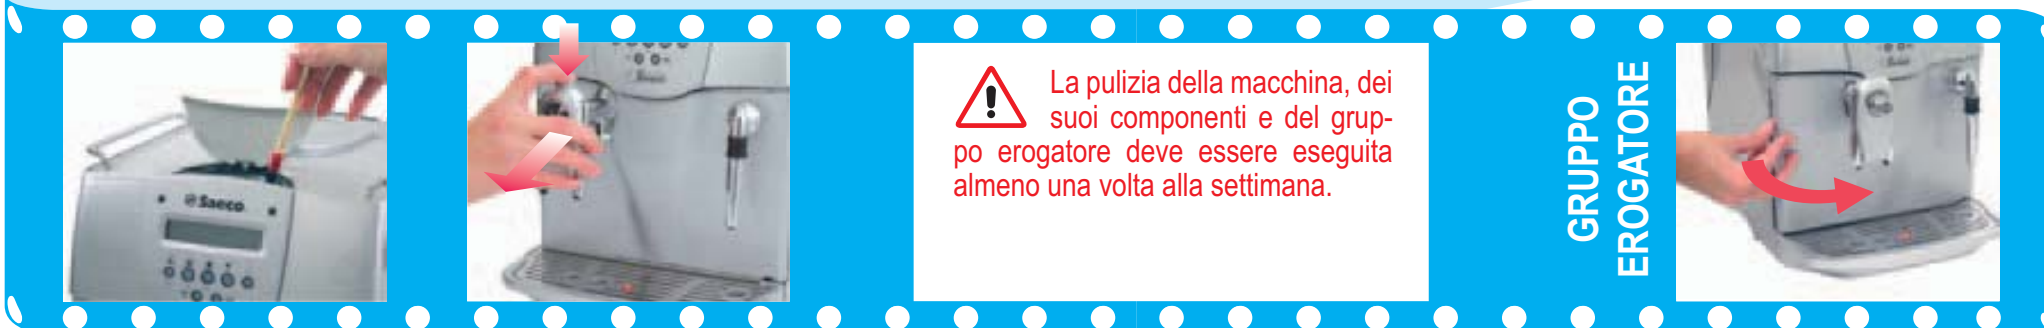 Saeco
La pulizia della macchina, dei
suoi componenti e del grup-
po erogatore deve essere eseguita
almeno una volta alla settimana.
GRUPPO
EROGATORE